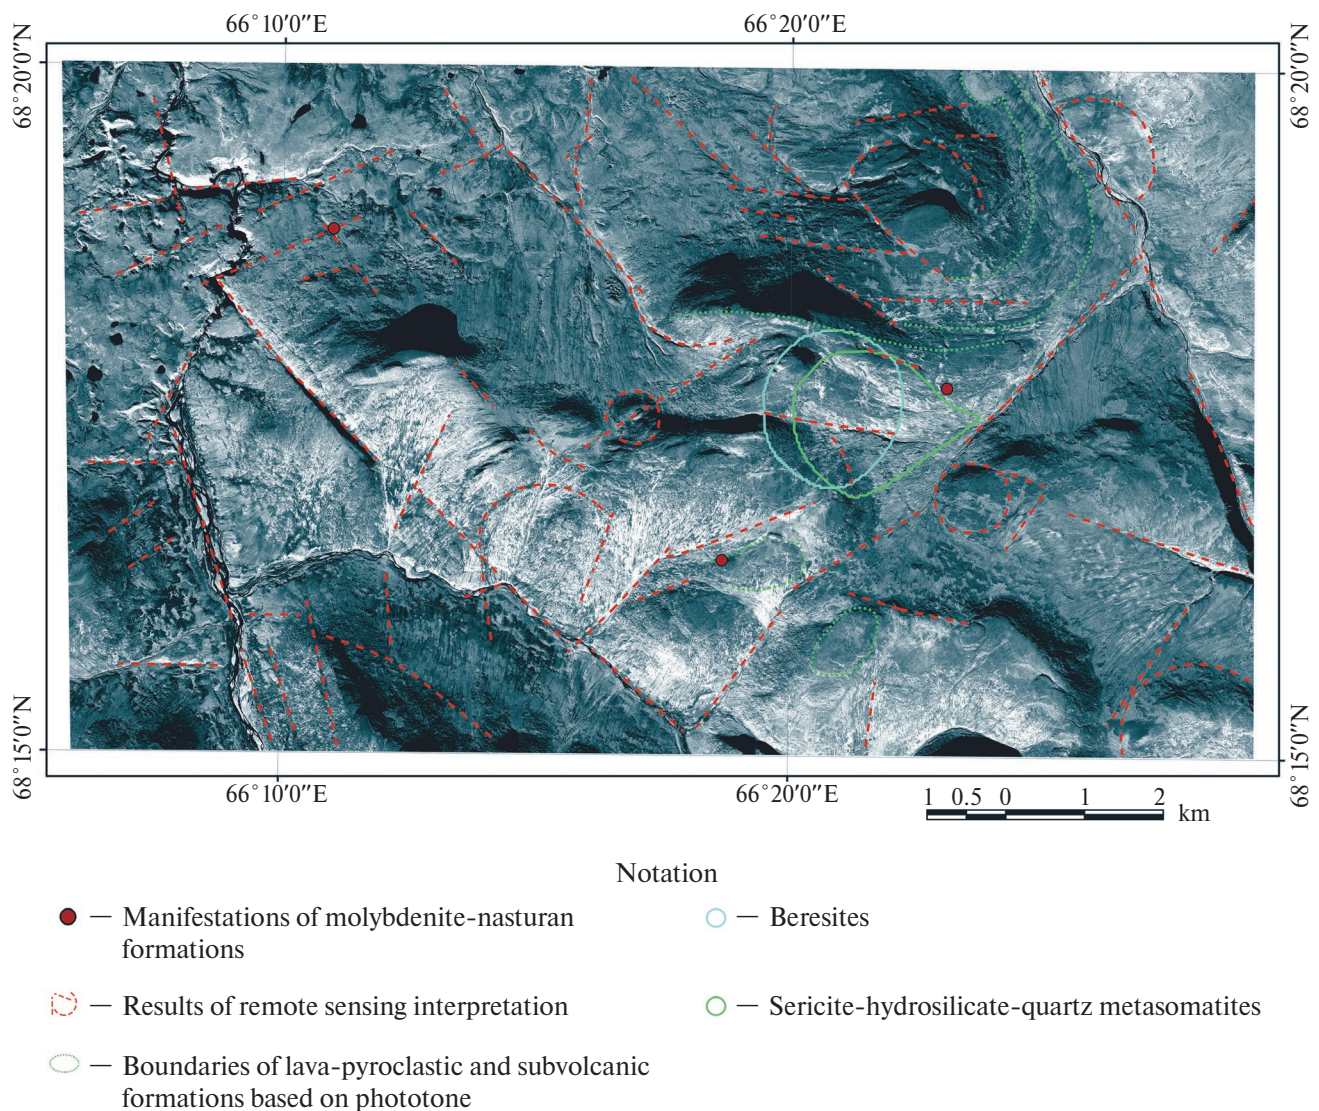 66°10′0″E 66°20′0″E
68°20′0″N 68°20′0″N
68°15′0″N 68°15′0″N
66°10′0″E 66°20′0″E
1 0.5 0 1 2
km
Notation
— Manifestations of molybdenite-nasturan
formations
— Beresites
— Results of remote sensing interpretation
— Sericite-hydrosilicate-quartz metasomatites
— Boundaries of lava-pyroclastic and subvolcanic
formations based on phototone